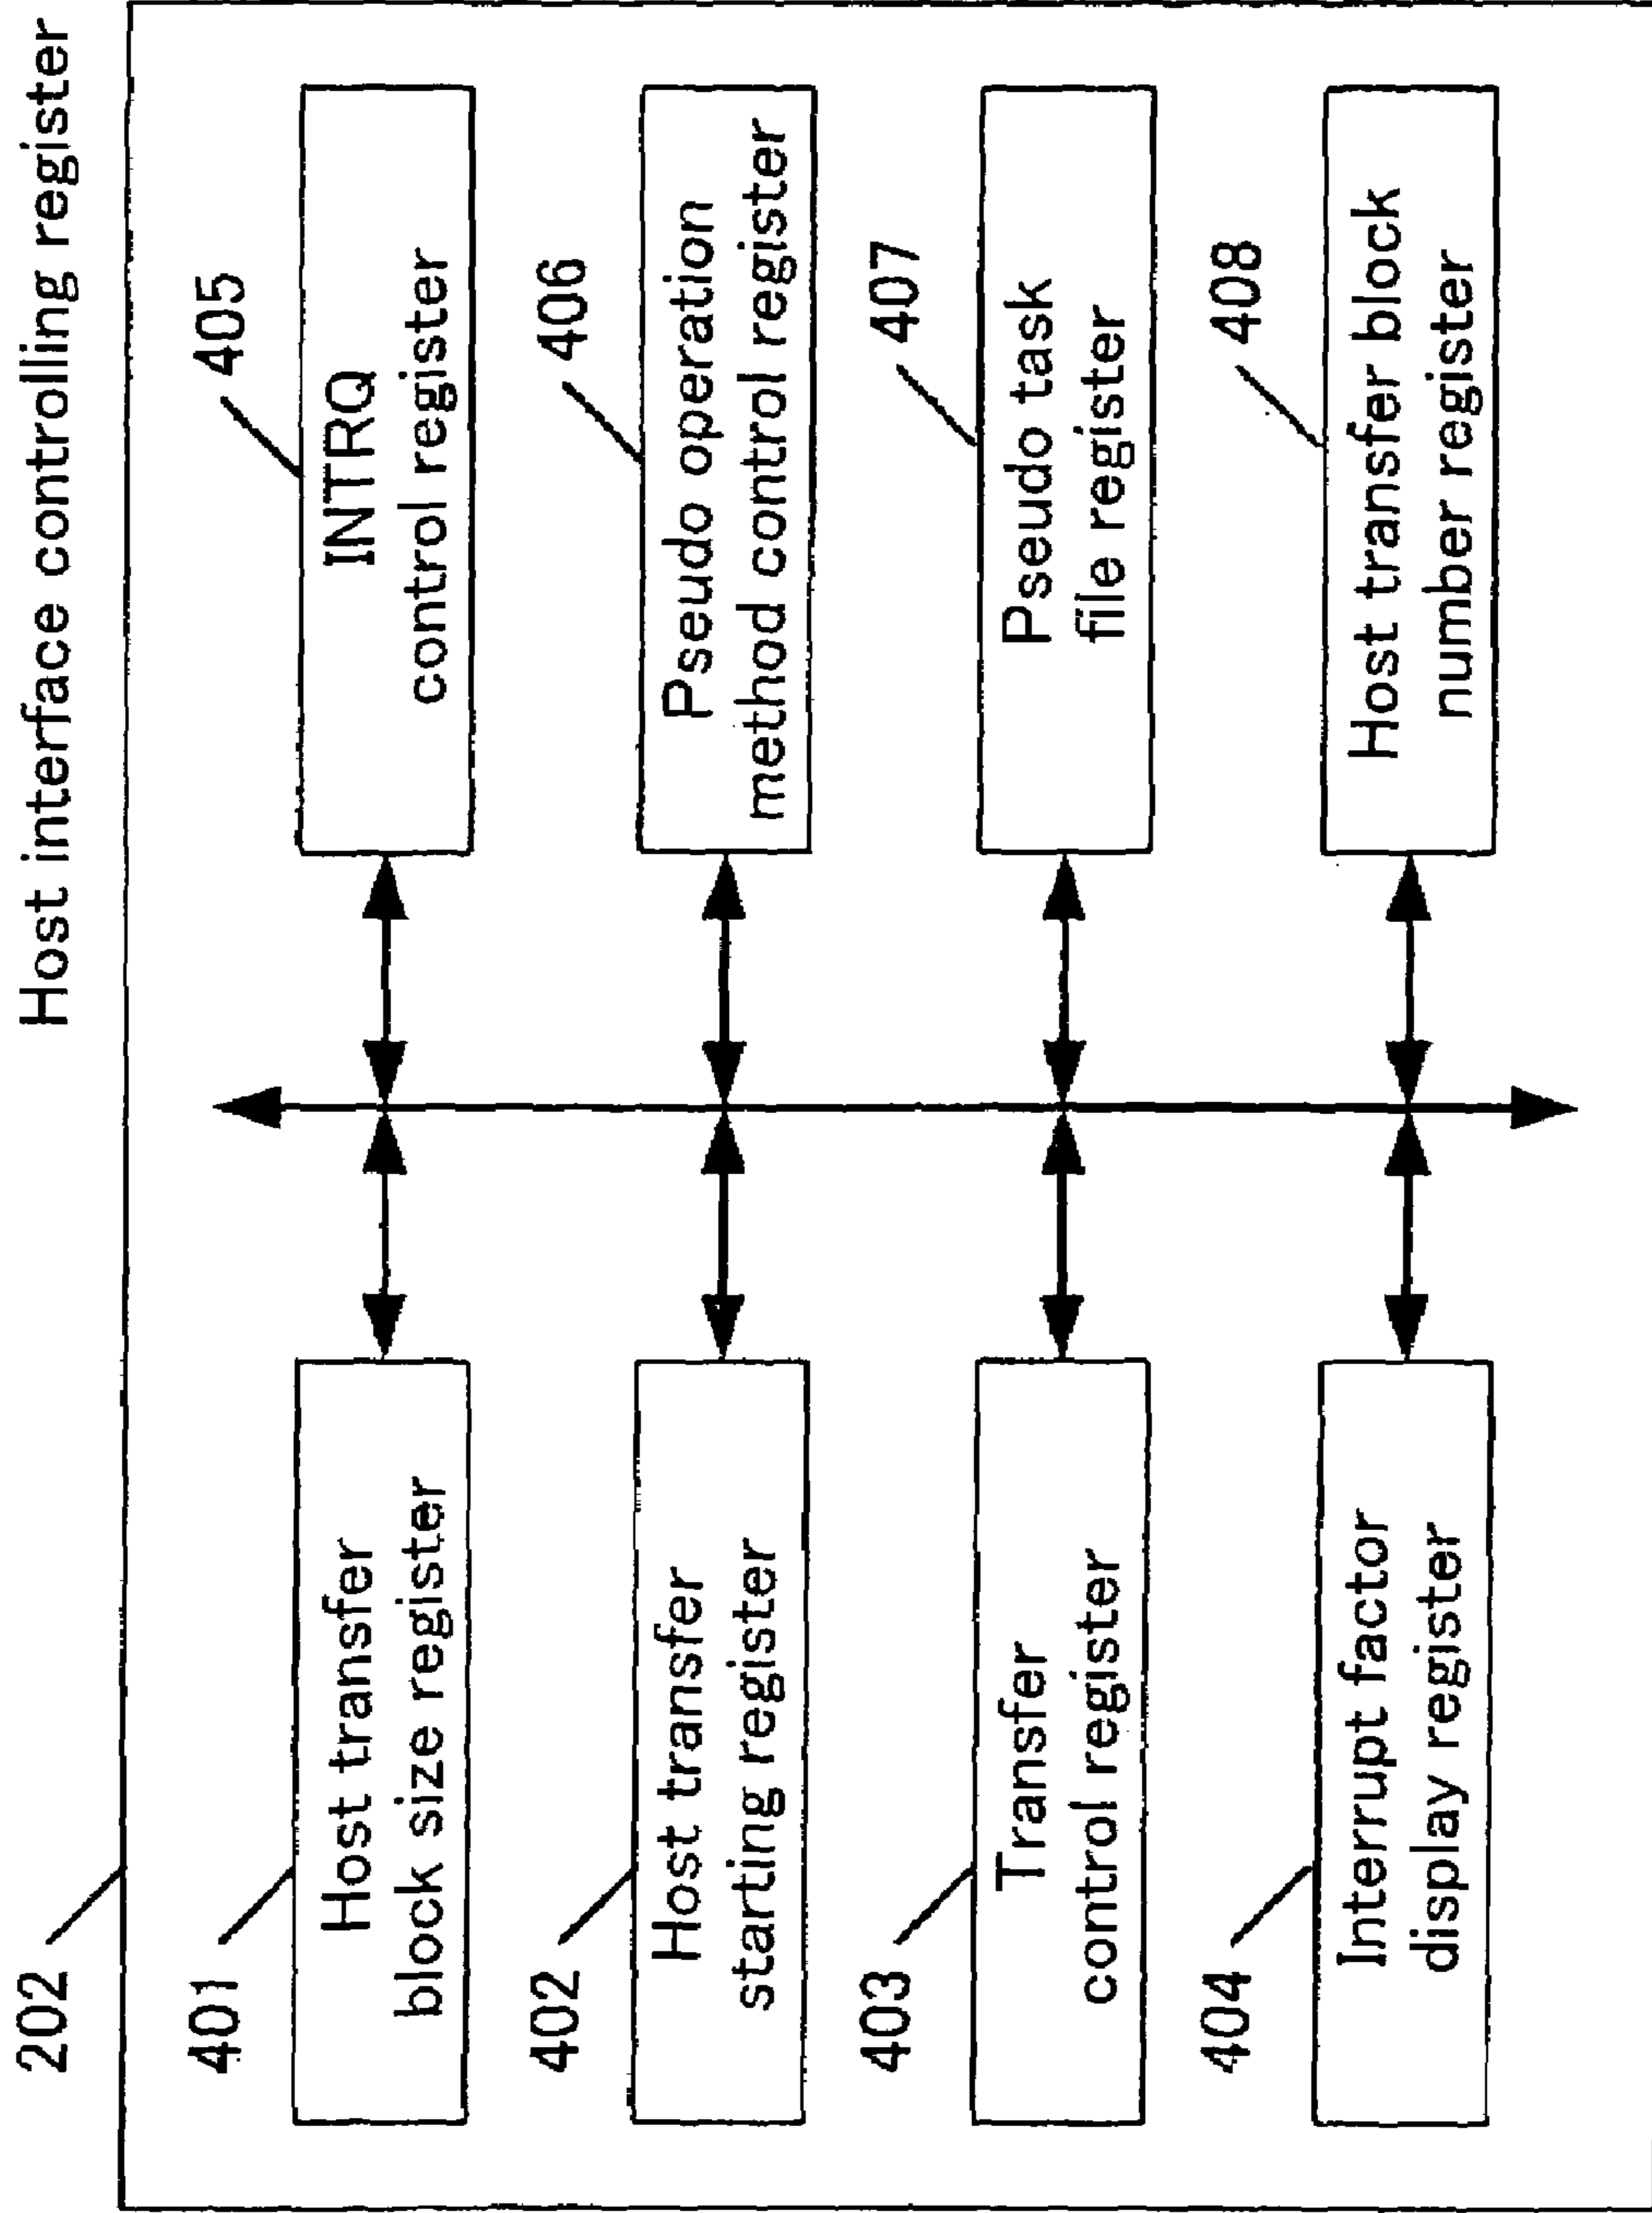 Host interface controlling register
202
401
Host transfer
block size register
402
Host transfer
starting register
403
Transfer
control register
404
Interrupt factor
display register
405
INTRQ
control register
406
Pseudo operation
method control register
407
Pseudo task
file register
408
Host transfer block
number register